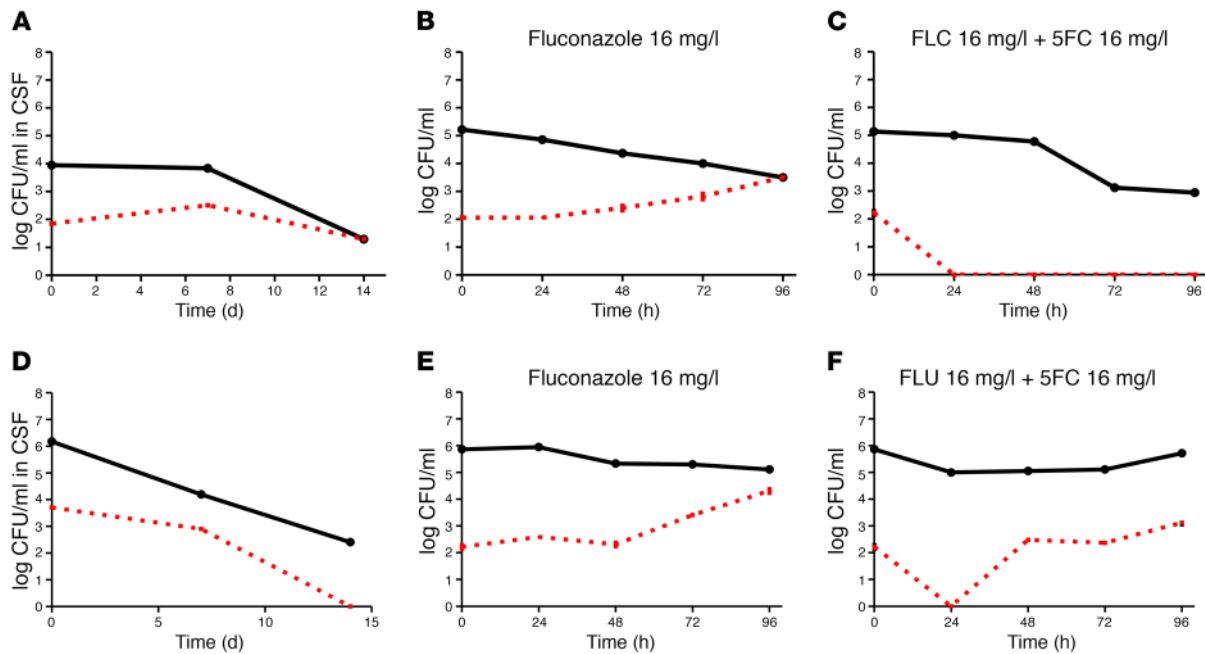 A
8
7
6
5
4
3
2
1
0
log CFU/ml in CSF
0 2 4 6 8 10 12 14
Time (d)
B
Fluconazole 16 mg/l
8
7
6
5
4
3
2
1
0
log CFU/ml
0 24 48 72 96
Time (h)
C
FLC 16 mg/l + 5FC 16 mg/l
8
7
6
5
4
3
2
1
0
log CFU/ml
0 24 48 72 96
Time (h)
D
8
7
6
5
4
3
2
1
0
log CFU/ml in CSF
0 5 10 15
Time (d)
E
Fluconazole 16 mg/l
8
7
6
5
4
3
2
1
0
log CFU/ml
0 24 48 72 96
Time (h)
F
FLU 16 mg/l + 5FC 16 mg/l
8
7
6
5
4
3
2
1
0
log CFU/ml
0 24 48 72 96
Time (h)